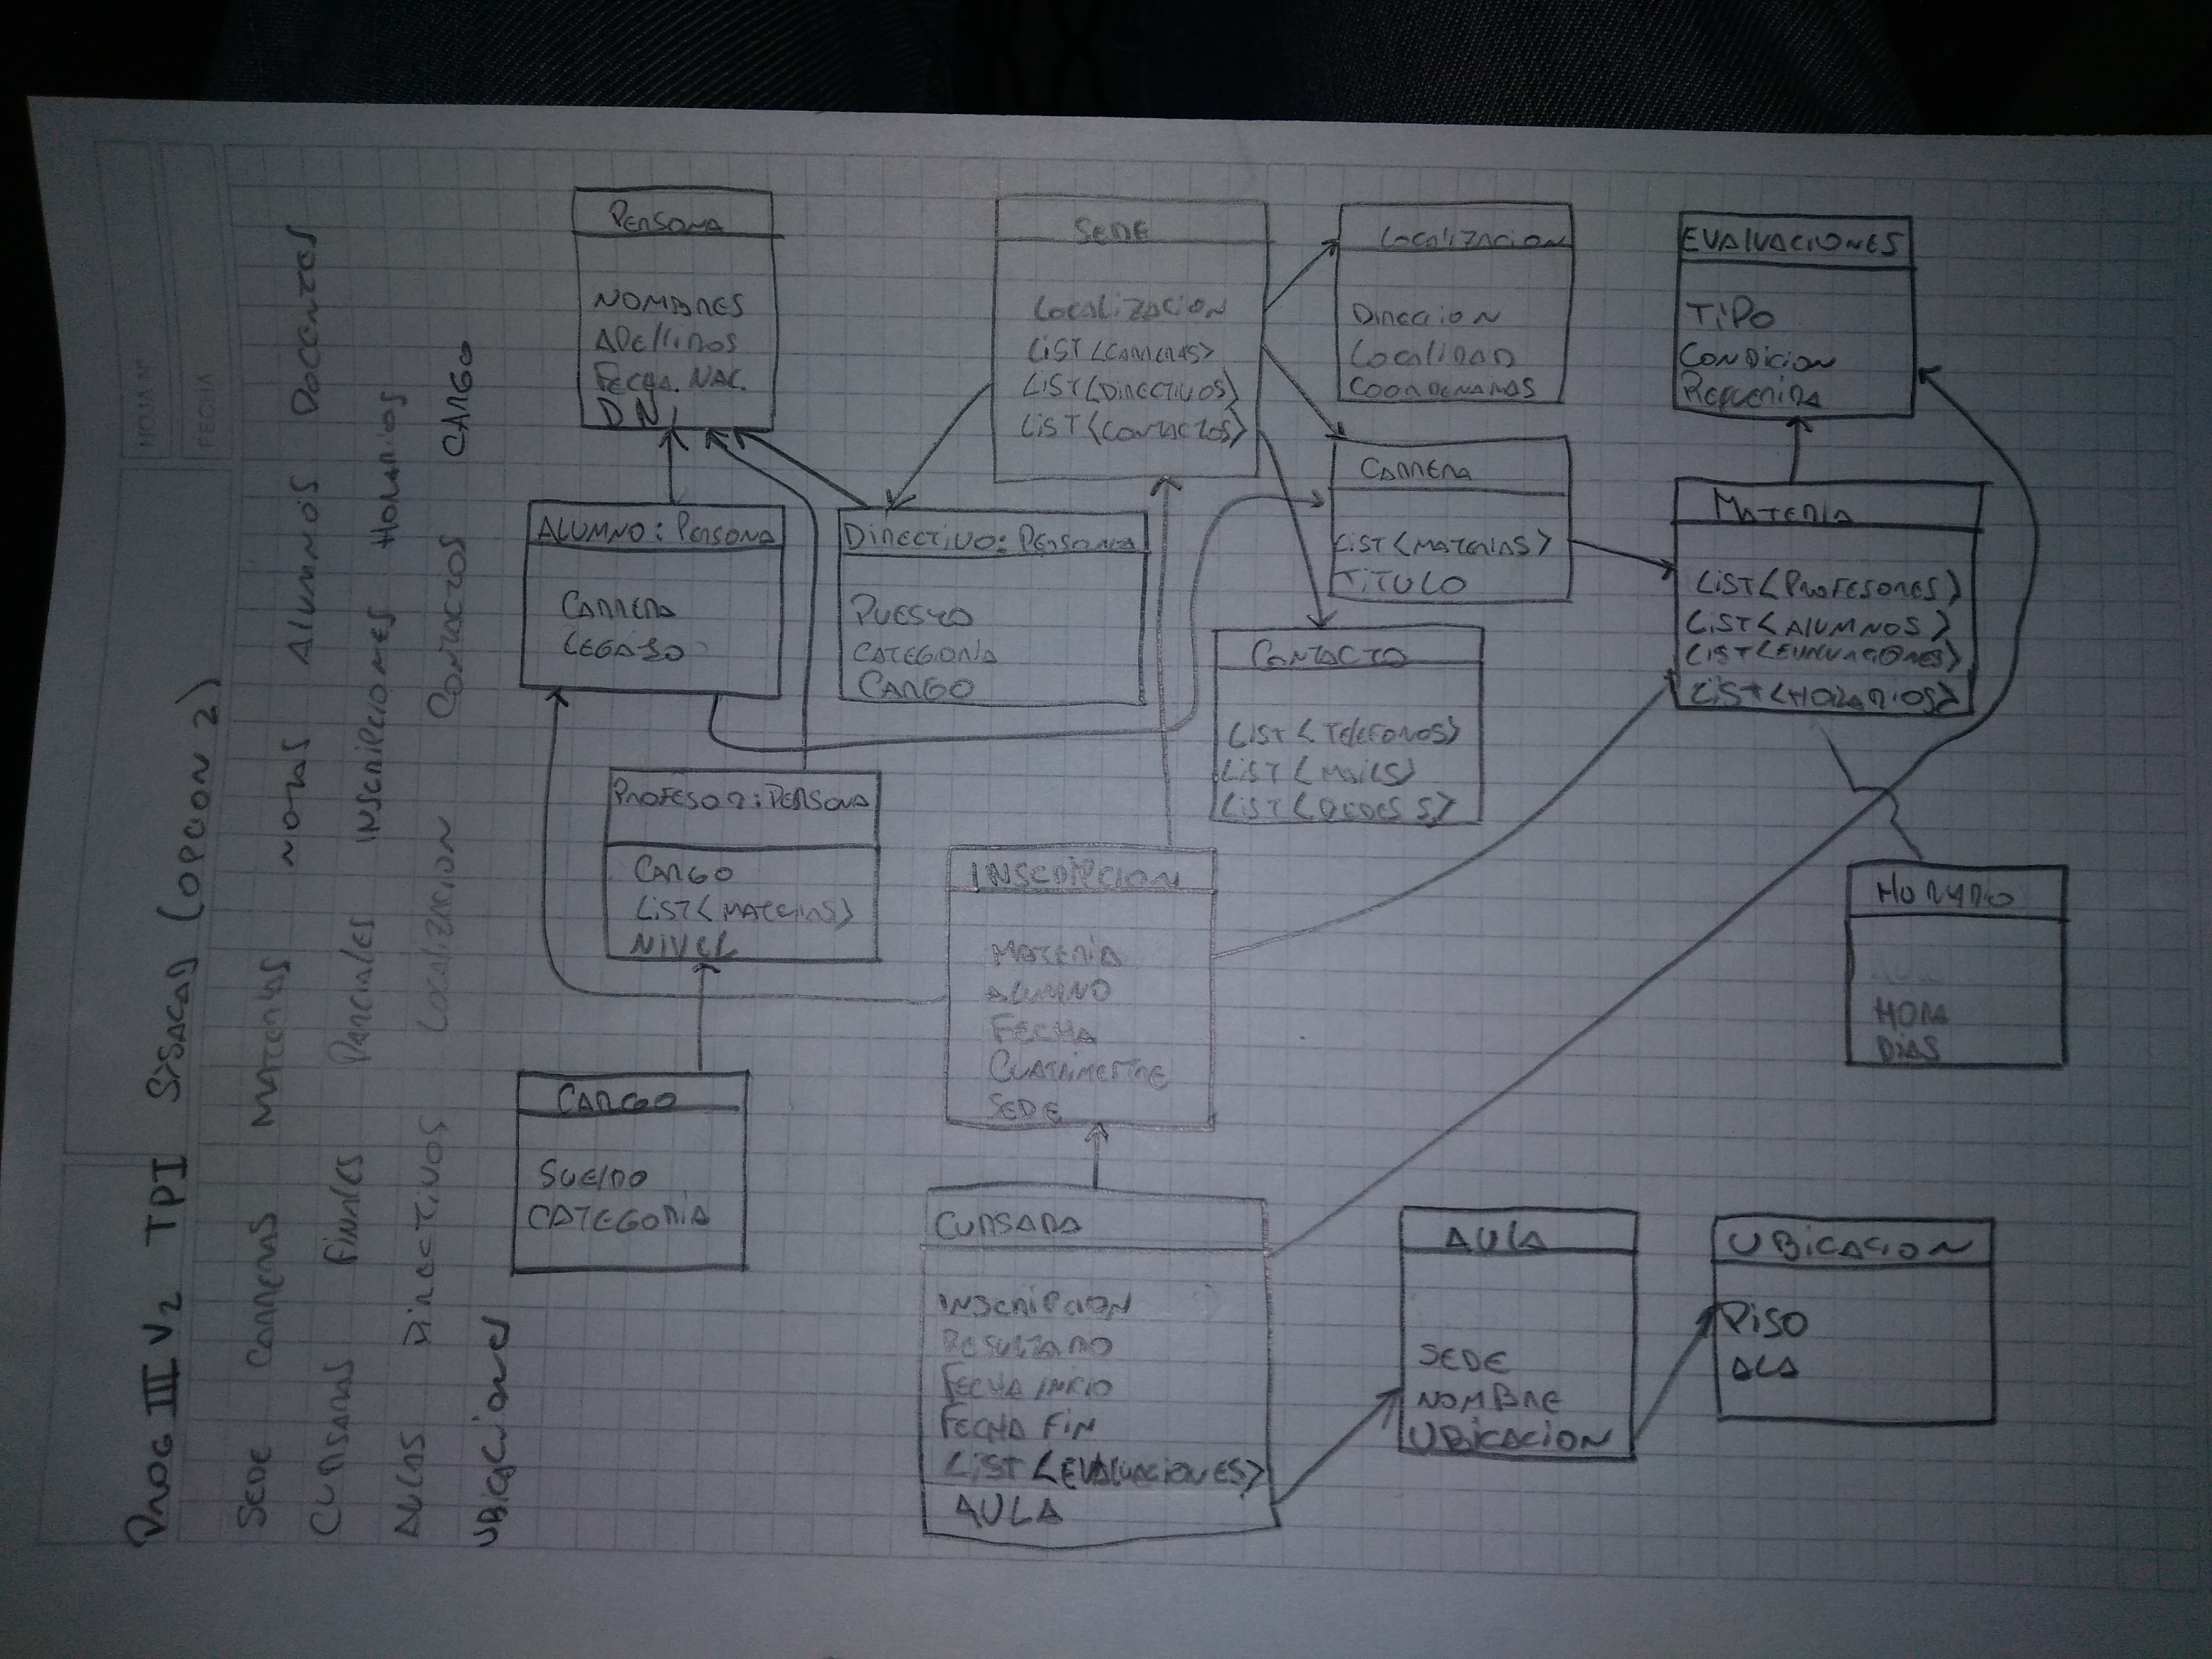 HOJA Nº
FECHA
PROG III V2 TPI SYSACAD (OPCION 2)
SEDE CARRERAS MATERIAS NOTAS ALUMNOS DOCENTES
CURSADAS FINALES PARCIALES INSCRIPCIONES HORARIOS
AULAS DIRECTIVOS LOCALIZACION CONTACTOS CARGO
UBICACIONES
PERSONA
NOMBRES
APELLIDOS
FECHA. NAC.
DNI
SEDE
LOCALIZACION
LIST <CARRERAS>
LIST <DIRECTIVOS>
LIST <CONTACTOS>
LOCALIZACION
DIRECCION
LOCALIDAD
COORDENADAS
EVALUACIONES
TIPO
CONDICION
REQUERIDA
ALUMNO: PERSONA
CARRERA
LEGAJO
DIRECTIVO: PERSONA
PUESTO
CATEGORIA
CARGO
CARRERA
LIST <MATERIAS>
TITULO
MATERIA
LIST <PROFESORES>
LIST <ALUMNOS>
LIST <EVALUACIONES>
LIST <HORARIOS>
CONTACTO
LIST <TELEFONOS>
LIST <MAILS>
LIST <REDES S>
PROFESOR: PERSONA
CARGO
LIST <MATERIAS>
NIVEL
INSCRIPCION
MATERIA
ALUMNO
FECHA
CUATRIMESTRE
SEDE
HORARIO
HORA
DIAS
CARGO
SUELDO
CATEGORIA
CURSADA
INSCRIPCION
RESULTADO
FECHA INICIO
FECHA FIN
LIST <EVALUACIONES>
AULA
AULA
SEDE
NOMBRE
UBICACION
UBICACION
PISO
ALA